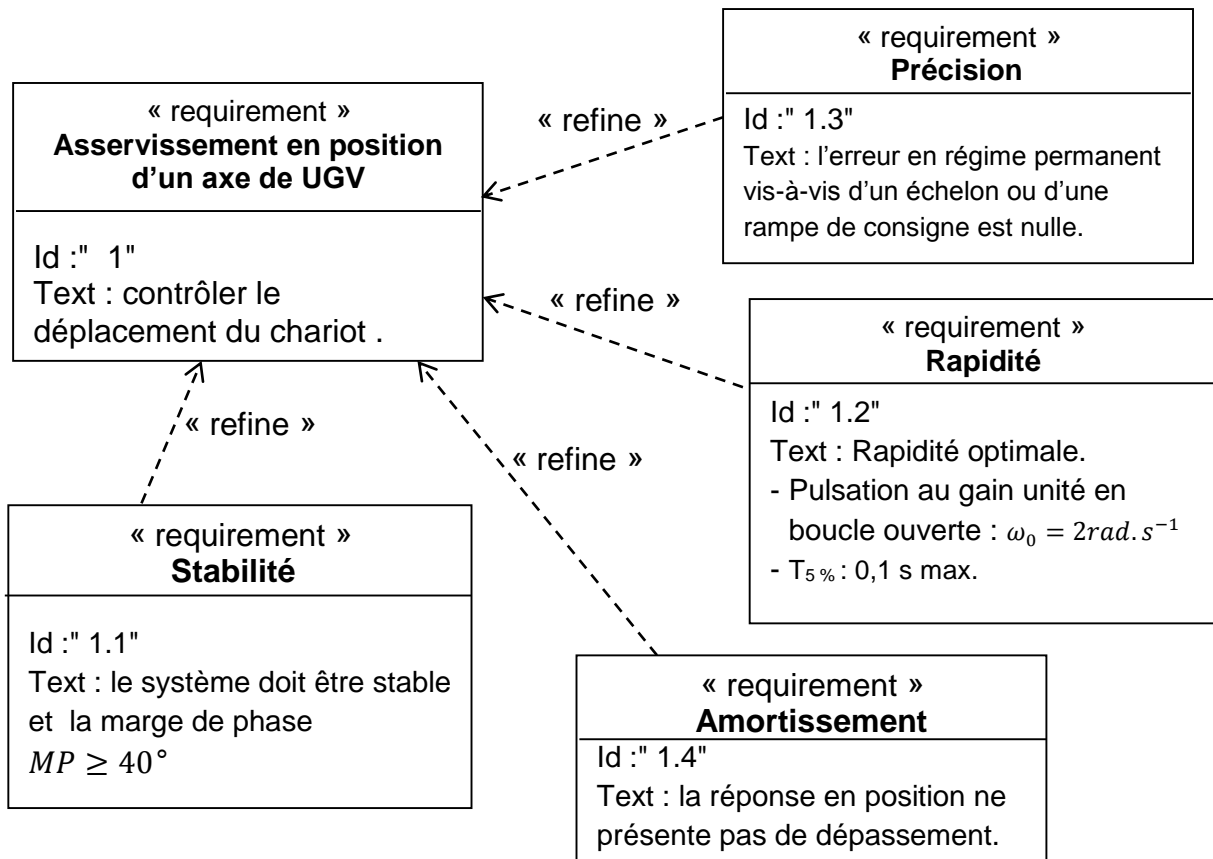 « requirement »
Précision
Id :" 1.3"
Text : l'erreur en régime permanent
vis-à-vis d'un échelon ou d'une
rampe de consigne est nulle.
« requirement »
Asservissement en position
d'un axe de UGV
Id :" 1"
Text : contrôler le
déplacement du chariot .
« refine »
« refine »
« refine »
« refine »
« requirement »
Rapidité
Id :" 1.2"
Text : Rapidité optimale.
- Pulsation au gain unité en
boucle ouverte : ω₀ = 2rad. s⁻¹
- T₅ % : 0,1 s max.
« requirement »
Stabilité
Id :" 1.1"
Text : le système doit être stable
et la marge de phase
MP ≥ 40°
« requirement »
Amortissement
Id :" 1.4"
Text : la réponse en position ne
présente pas de dépassement.